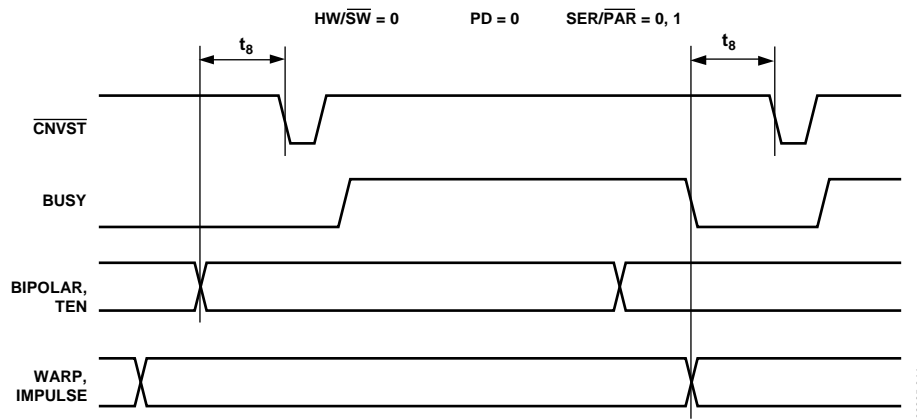 HW/SW = 0 PD = 0 SER/PAR = 0, 1
t8 t8
CNVST
BUSY
BIPOLAR,
TEN
WARP,
IMPULSE